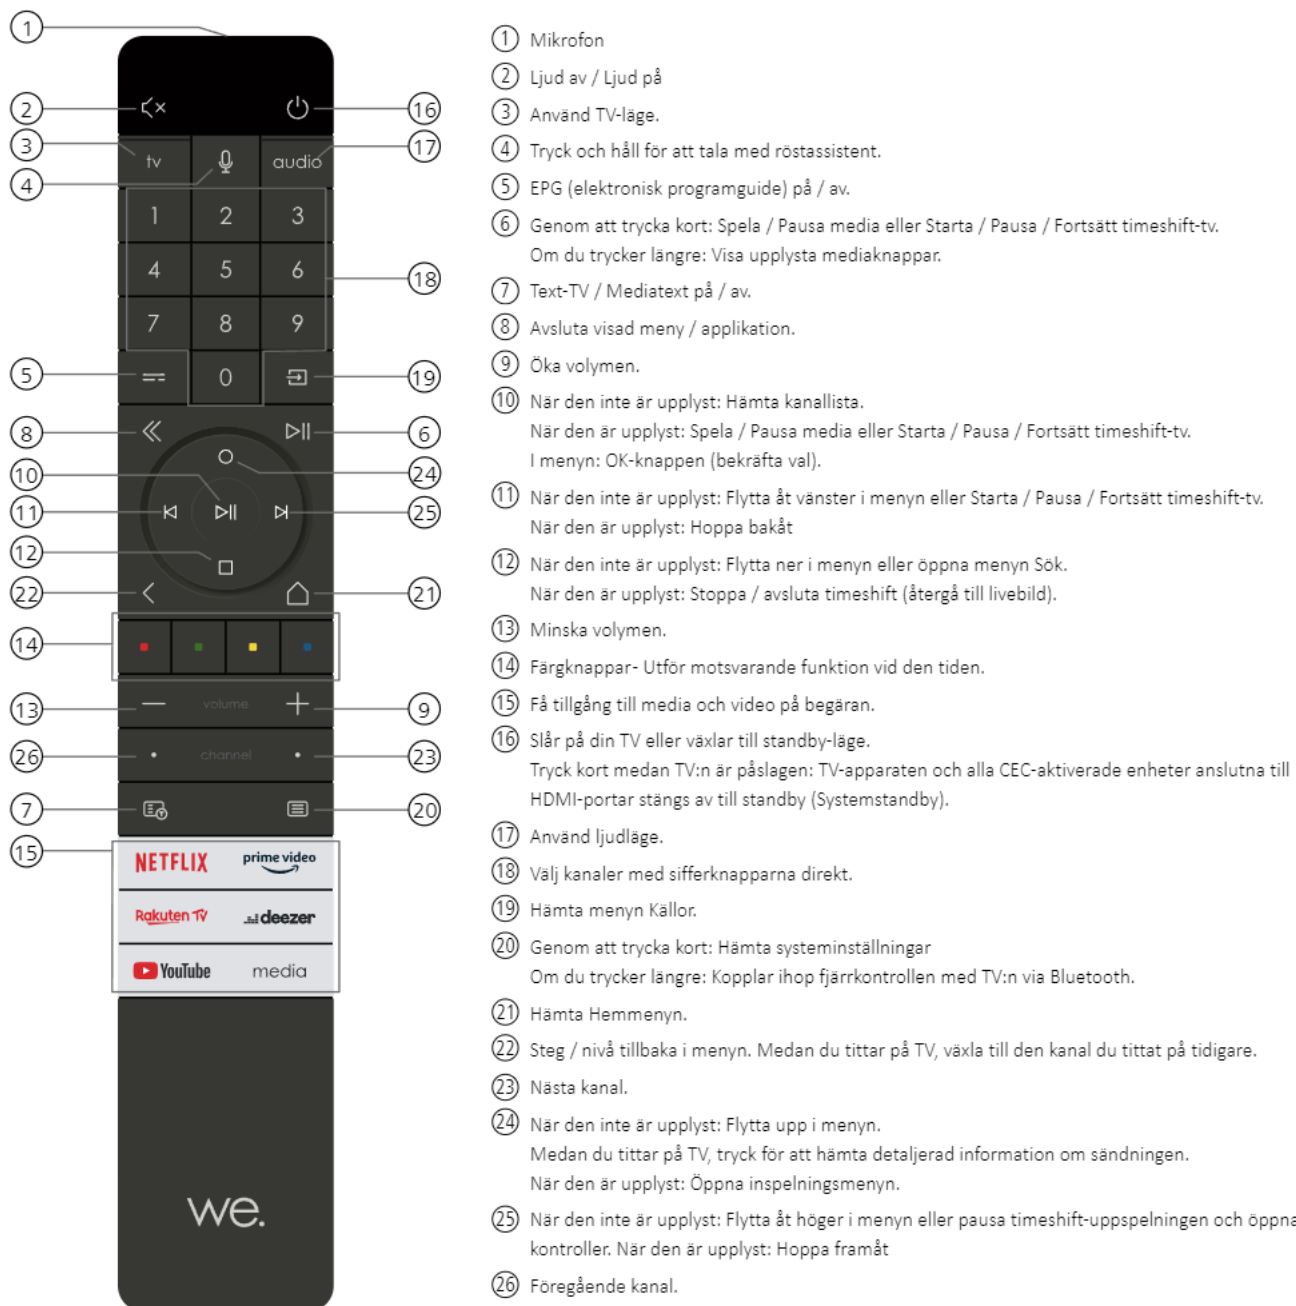 1 Mikrofon
2 Ljud av / Ljud på
3 Använd TV-läge.
4 Tryck och håll för att tala med röstassistent.
5 EPG (elektronisk programguide) på / av.
6 Genom att trycka kort: Spela / Pausa media eller Starta / Pausa / Fortsätt timeshift-tv.
Om du trycker längre: Visa upplysta mediaknappar.
7 Text-TV / Mediatext på / av.
8 Avsluta visad meny / applikation.
9 Öka volymen.
10 När den inte är upplyst: Hämta kanallista.
När den är upplyst: Spela / Pausa media eller Starta / Pausa / Fortsätt timeshift-tv.
I menyn: OK-knappen (bekräfta val).
11 När den inte är upplyst: Flytta åt vänster i menyn eller Starta / Pausa / Fortsätt timeshift-tv.
När den är upplyst: Hoppa bakåt
12 När den inte är upplyst: Flytta ner i menyn eller öppna menyn Sök.
När den är upplyst: Stoppa / avsluta timeshift (återgå till livebild).
13 Minska volymen.
14 Färgknappar- Utför motsvarande funktion vid den tiden.
15 Få tillgång till media och video på begäran.
16 Slår på din TV eller växlar till standby-läge.
Tryck kort medan TV:n är påslagen: TV-apparaten och alla CEC-aktiverade enheter anslutna till
HDMI-portar stängs av till standby (Systemstandby).
17 Använd ljudläge.
18 Välj kanaler med sifferknapparna direkt.
19 Hämta menyn Källor.
20 Genom att trycka kort: Hämta systeminställningar
Om du trycker längre: Kopplar ihop fjärrkontrollen med TV:n via Bluetooth.
21 Hämta Hemmenyn.
22 Steg / nivå tillbaka i menyn. Medan du tittar på TV, växla till den kanal du tittat på tidigare.
23 Nästa kanal.
24 När den inte är upplyst: Flytta upp i menyn.
Medan du tittar på TV, tryck för att hämta detaljerad information om sändningen.
När den är upplyst: Öppna inspelningsmenyn.
25 När den inte är upplyst: Flytta åt höger i menyn eller pausa timeshift-uppspelningen och öppna
kontroller. När den är upplyst: Hoppa framåt
26 Föregående kanal.
1
2 16
3 tv audio 17
4
1 2 3
4 5 6 18
7 8 9
5 0 19
8 6
24
10
11 25
12
22 21
14
13 volume 9
26 channel 23
7 20
15 NETFLIX prime video
Rakuten TV deezer
YouTube media
we.